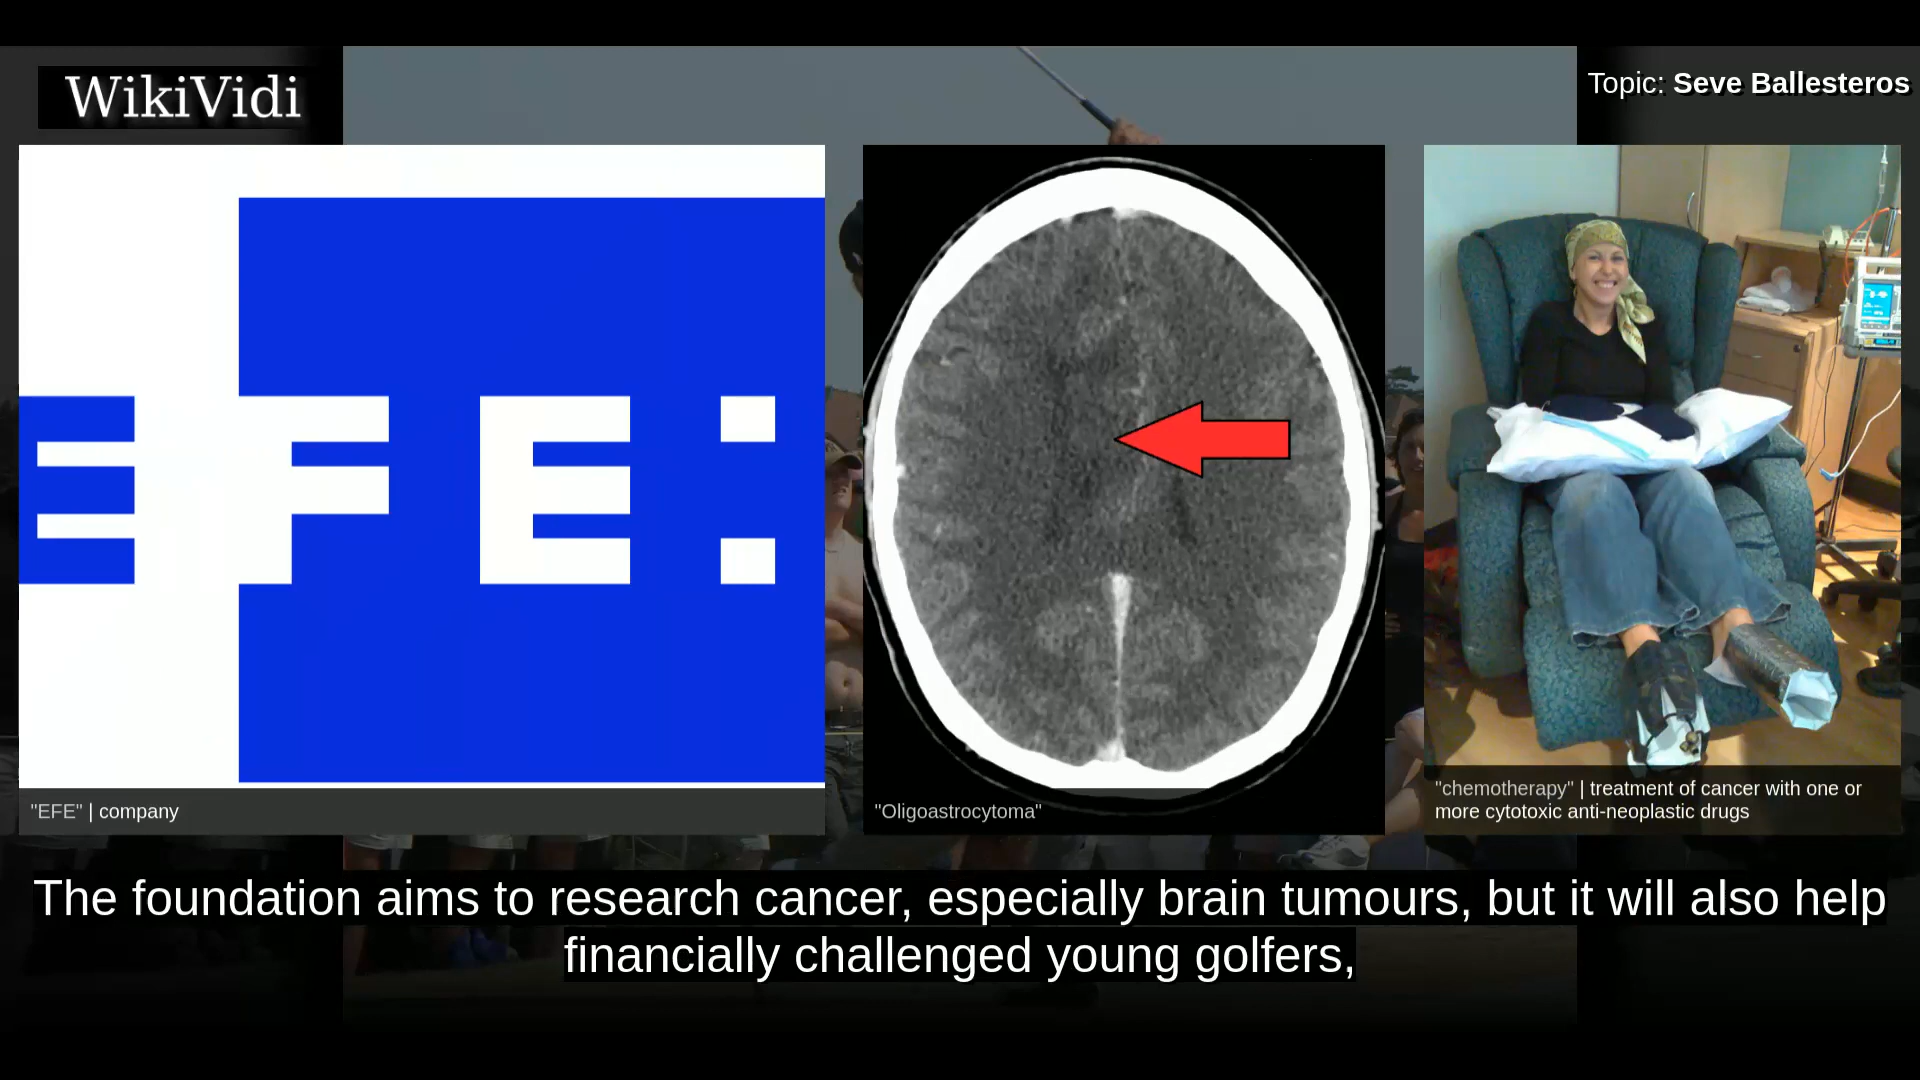 WikiVidi
Topic: Seve Ballesteros
EFE:
"EFE" | company
"Oligoastrocytoma"
"chemotherapy" | treatment of cancer with one or
more cytotoxic anti-neoplastic drugs
The foundation aims to research cancer, especially brain tumours, but it will also help
financially challenged young golfers,